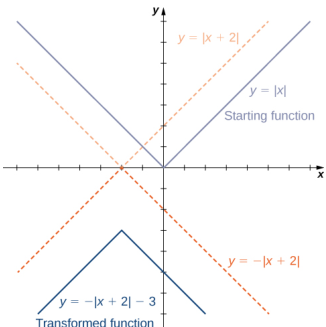 y
y = |x + 2|
y = |x|
Starting function
x
y = −|x + 2|
y = −|x + 2| − 3
Transformed function